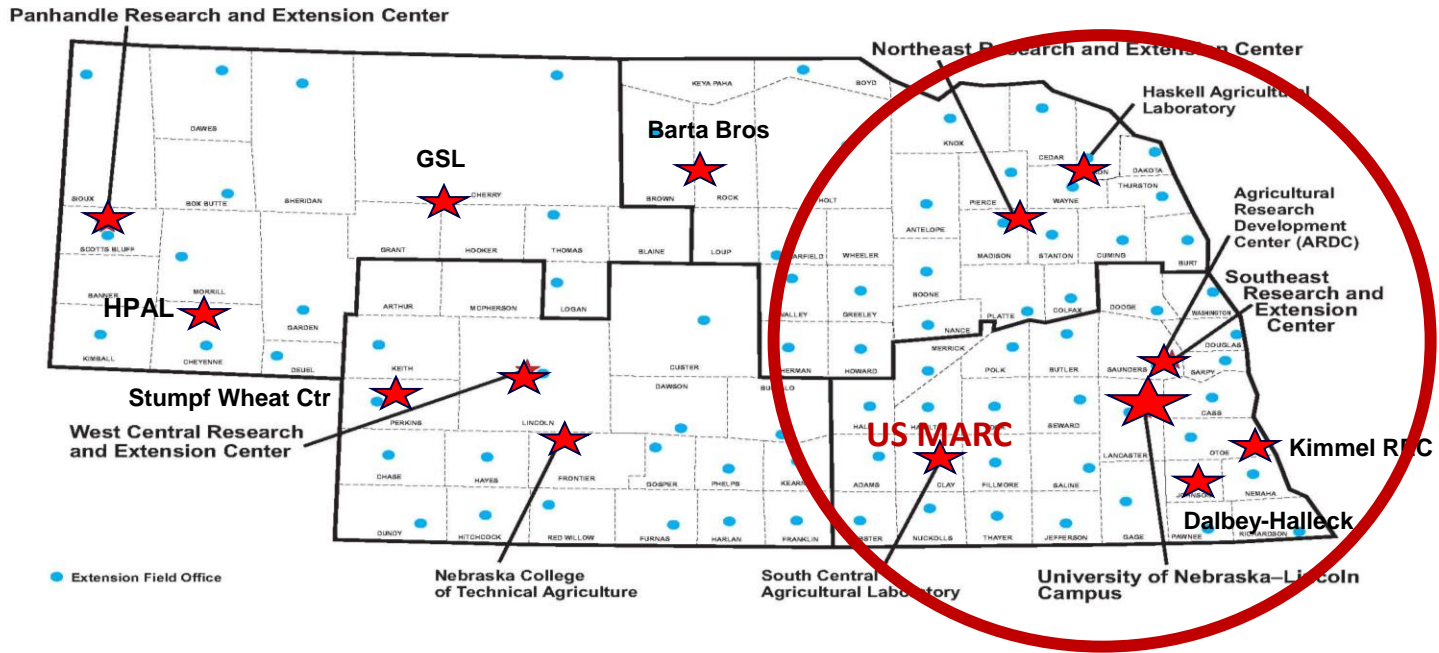 Panhandle Research and Extension Center
Northeast Research and Extension Center
Haskell Agricultural
Laboratory
KEYA PAHA
BOYD
DAWES
Barta Bros
KNOX
CEDAR
DAKOTA
GSL
THURSTON
SIOUX
BOX BUTTE
SHERIDAN
CHERRY
BROWN
ROCK
HOLT
PIERCE
WAYNE
Agricultural
Research
Development
Center (ARDC)
ANTELOPE
SCOTTS BLUFF
GRANT
HOOKER
THOMAS
BLAINE
LOUP
WHEELER
MADISON
STANTON
CUMING
BURT
Southeast
Research and
Extension
Center
BANNER
MORRILL
HPAL
GARDEN
ARTHUR
MCPHERSON
LOGAN
BOONE
GREELEY
NANCE
PLATTE
COLFAX
DODGE
WASHINGTON
KIMBALL
CHEYENNE
DEUEL
KEITH
CUSTER
HOWARD
MERRICK
POLK
BUTLER
SAUNDERS
DOUGLAS
SARPY
Stumpf Wheat Ctr
PERKINS
LINCOLN
DAWSON
CASS
West Central Research
and Extension Center
US MARC
SEWARD
LANCASTER
OTOE
Kimmel
CHASE
HAYES
FRONTIER
GOSPER
PHELPS
ADAMS
CLAY
FILLMORE
SALINE
JOHNSON
NEMAHA
Dalbey-Halleck
DUNDY
HITCHCOCK
RED WILLOW
FURNAS
HARLAN
FRANKLIN
NUCKOLLS
THAYER
JEFFERSON
GAGE
PAWNEE
RICHARDSON
Extension Field Office
Nebraska College
of Technical Agriculture
South Central
Agricultural Laboratory
University of Nebraska–Lincoln
Campus